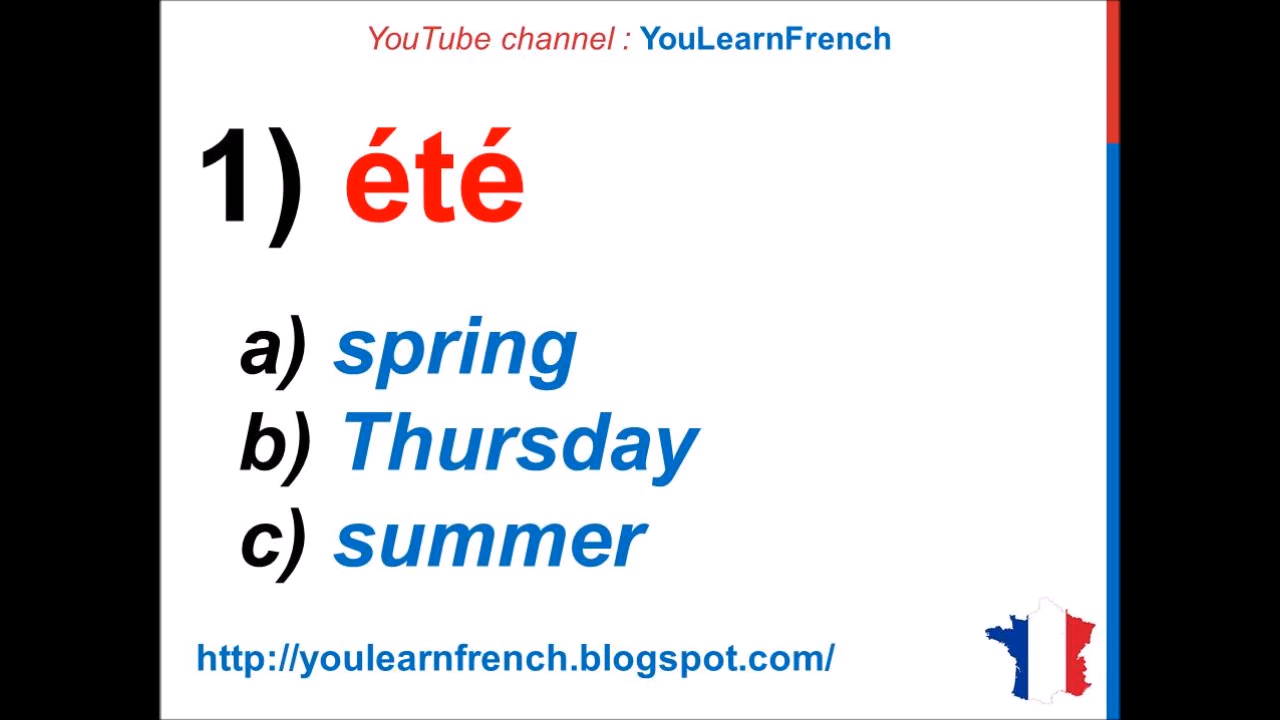 YouTube channel : YouLearnFrench
1) été
a) spring
b) Thursday
c) summer
http://youlearnfrench.blogspot.com/